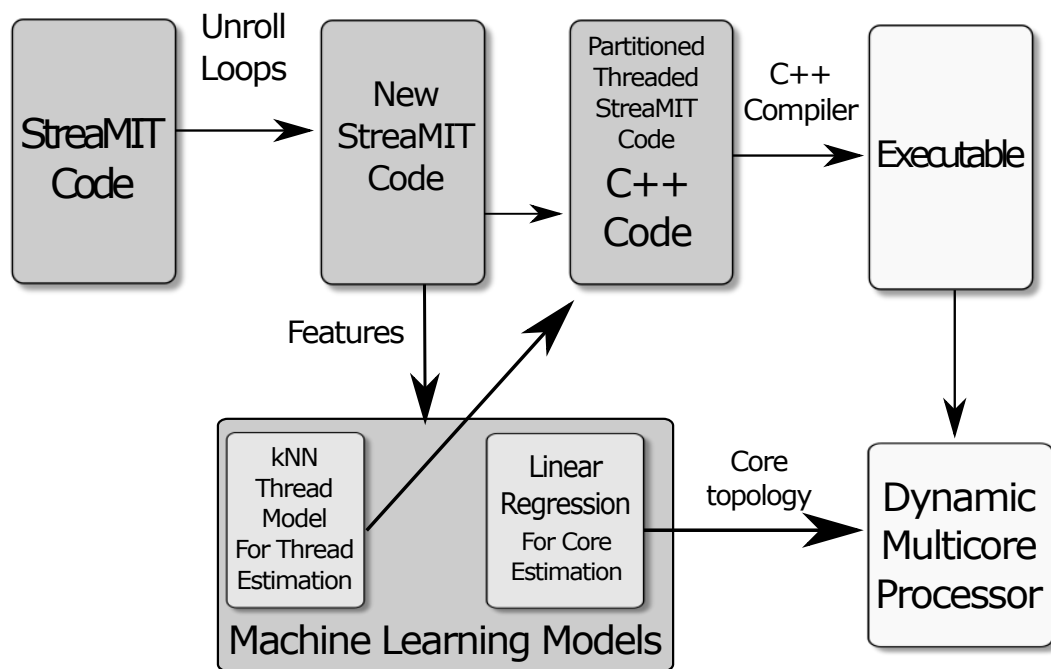 StreaMIT
Code
Unroll
Loops
New
StreaMIT
Code
Partitioned
Threaded
StreaMIT
Code
C++
Code
C++
Compiler
Executable
Features
kNN
Thread
Model
For Thread
Estimation
Linear
Regression
For Core
Estimation
Machine Learning Models
Core
topology
Dynamic
Multicore
Processor